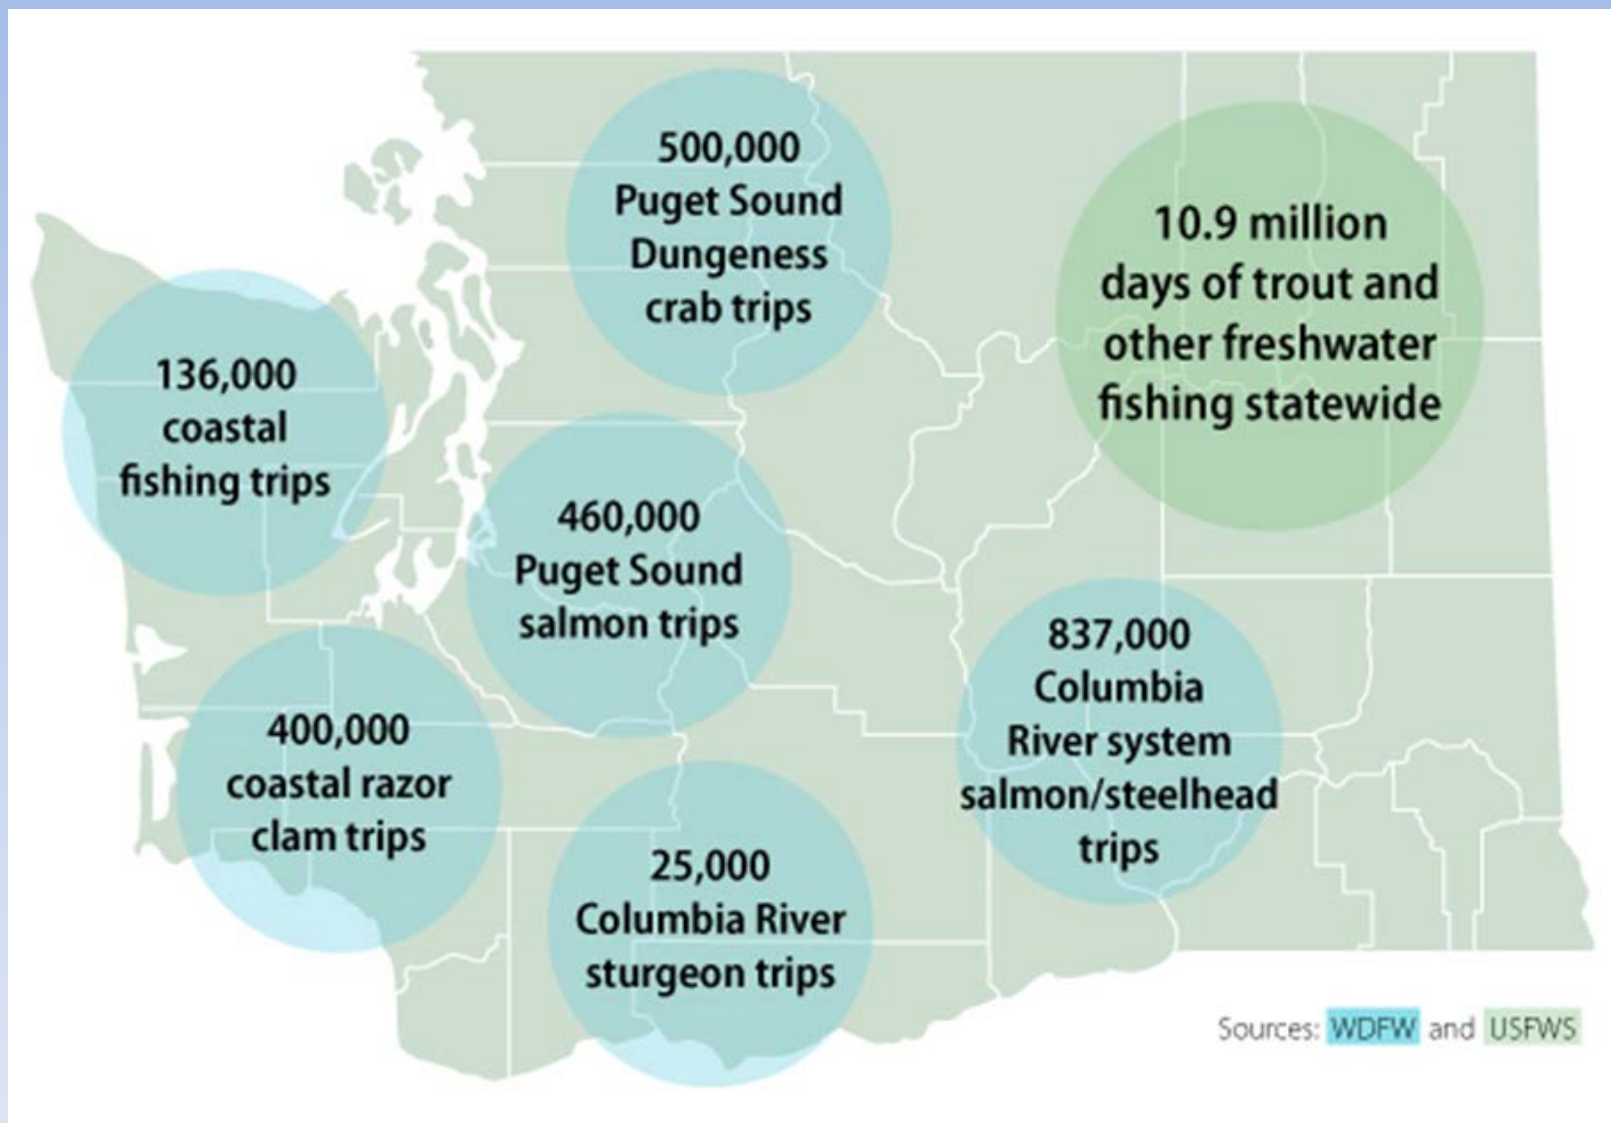 500,000
Puget Sound
Dungeness
crab trips
10.9 million
days of trout and
other freshwater
fishing statewide
136,000
coastal
fishing trips
460,000
Puget Sound
salmon trips
837,000
Columbia
River system
salmon/steelhead
trips
400,000
coastal razor
clam trips
25,000
Columbia River
sturgeon trips
Sources: WDFW and USFWS